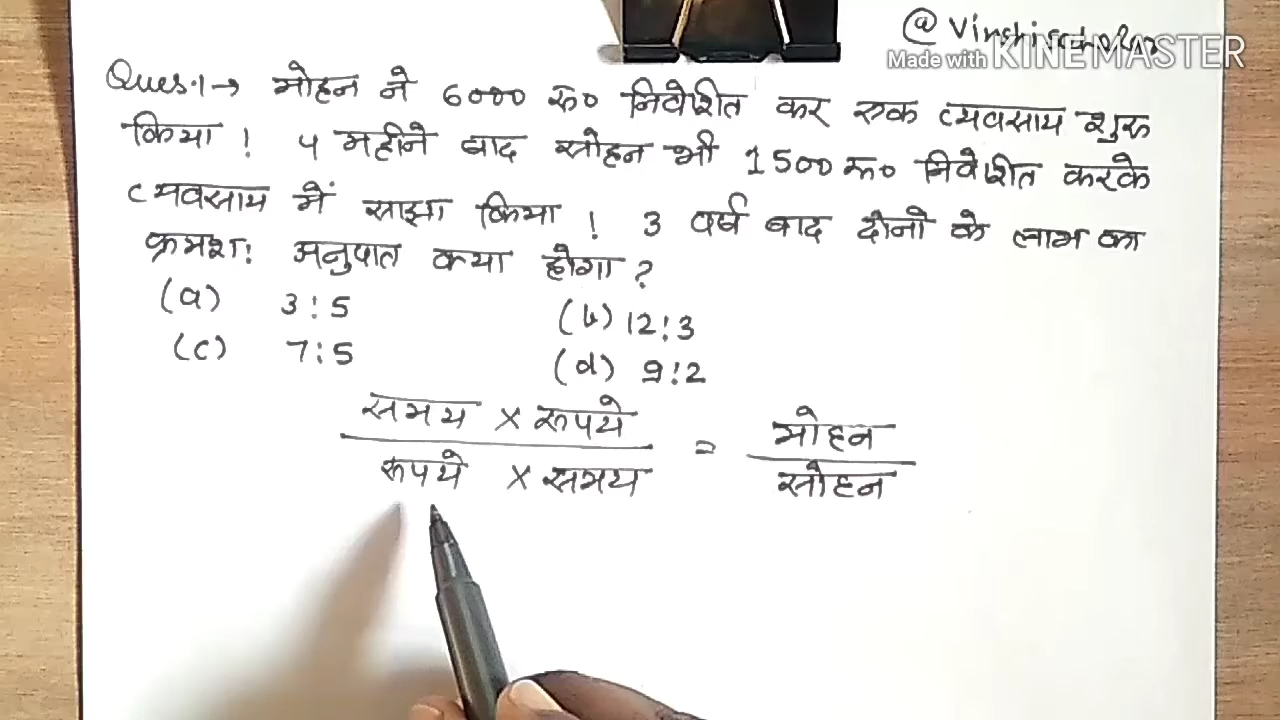 @Vinshischolar
Made with KINEMASTER
Ques:1→ मोहन ने 6000 रू० निवेशित कर एक व्यवसाय शुरू
किया ! 4 महीने बाद सोहन भी 1500 रू० निवेशित करके
व्यवसाय में साझा किया ! 3 वर्ष बाद दोनो के लाभ का
क्रमश: अनुपात क्या होगा ?
(a) 3:5 (b) 12:3
(c) 7:5 (d) 9:2
समय × रूपये = मोहन
रूपये × समय सोहन